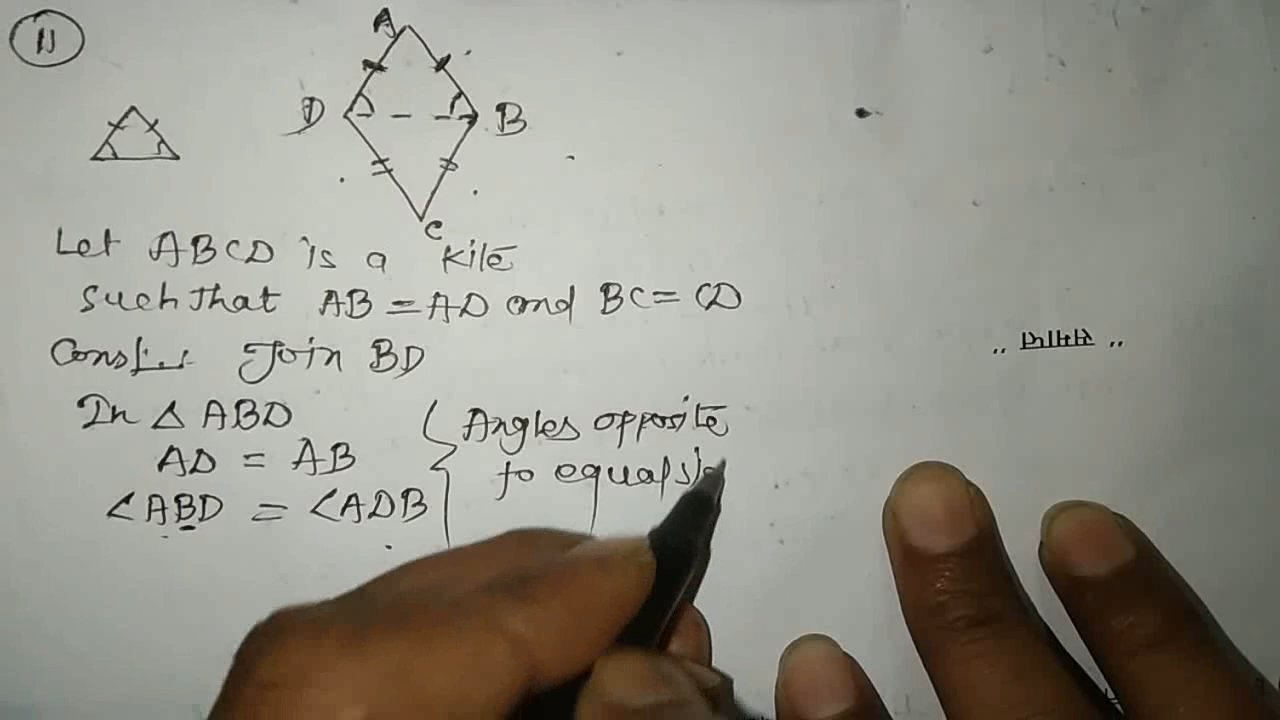 11
A
D
B
C
Let ABCD is a kite
such that AB = AD and BC = CD
Const:- Join BD
In △ ABD
AD = AB
∠ABD = ∠ADB
{ Angles opposite
to equal si